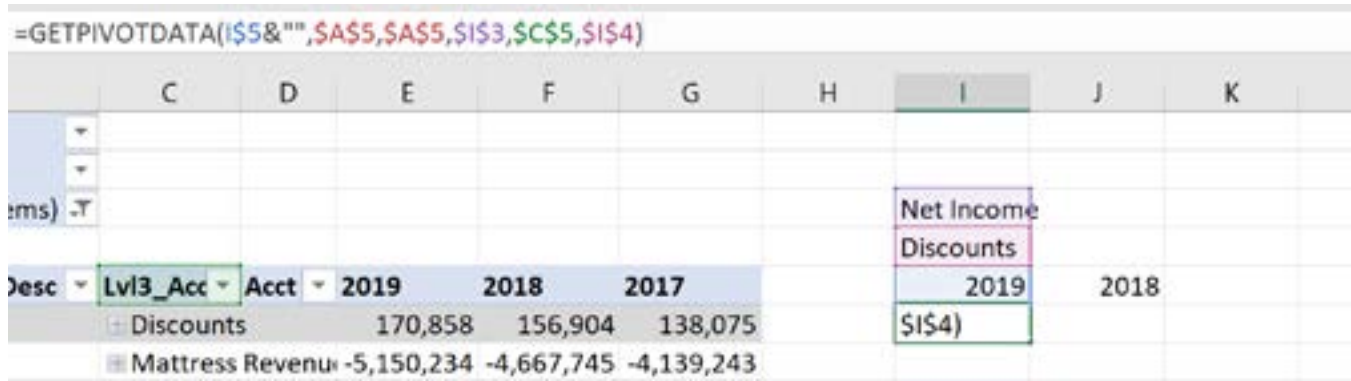 =GETPIVOTDATA(I$5&"",$A$5,$A$5,$I$3,$C$5,$I$4)
C D E F G H I J K
ems) Net Income
Discounts
Desc Lvl3_Acc Acct 2019 2018 2017 2019 2018
Discounts 170,858 156,904 138,075 $I$4)
Mattress Revenu -5,150,234 -4,667,745 -4,139,243